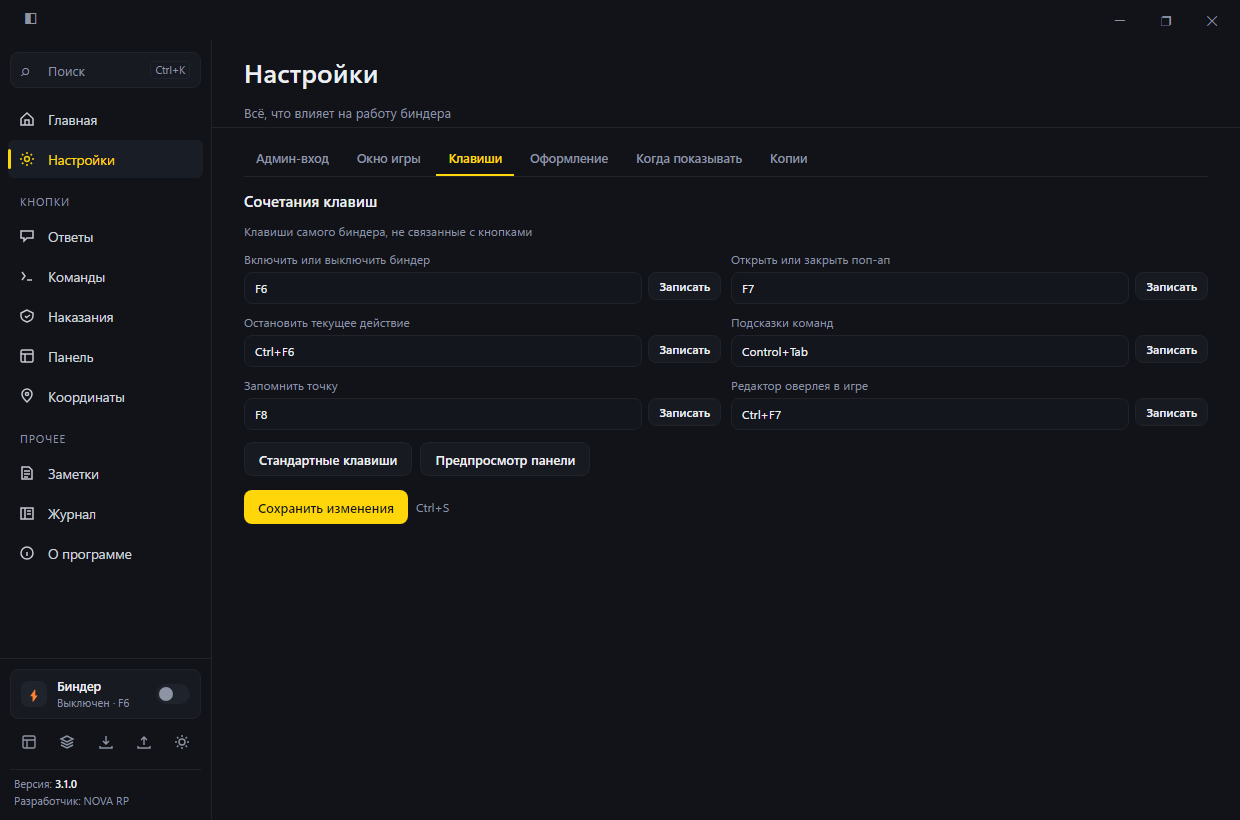 Поиск
Ctrl+K
Главная
Настройки
КНОПКИ
Ответы
Команды
Наказания
Панель
Координаты
ПРОЧЕЕ
Заметки
Журнал
О программе
Биндер
Выключен · F6
Версия: 3.1.0
Разработчик: NOVA RP
Настройки
Всё, что влияет на работу биндера
Админ-вход Окно игры Клавиши Оформление Когда показывать Копии
Сочетания клавиш
Клавиши самого биндера, не связанные с кнопками
Включить или выключить биндер
F6 Записать
Открыть или закрыть поп-ап
F7 Записать
Остановить текущее действие
Ctrl+F6 Записать
Подсказки команд
Control+Tab Записать
Запомнить точку
F8 Записать
Редактор оверлея в игре
Ctrl+F7 Записать
Стандартные клавиши Предпросмотр панели
Сохранить изменения Ctrl+S